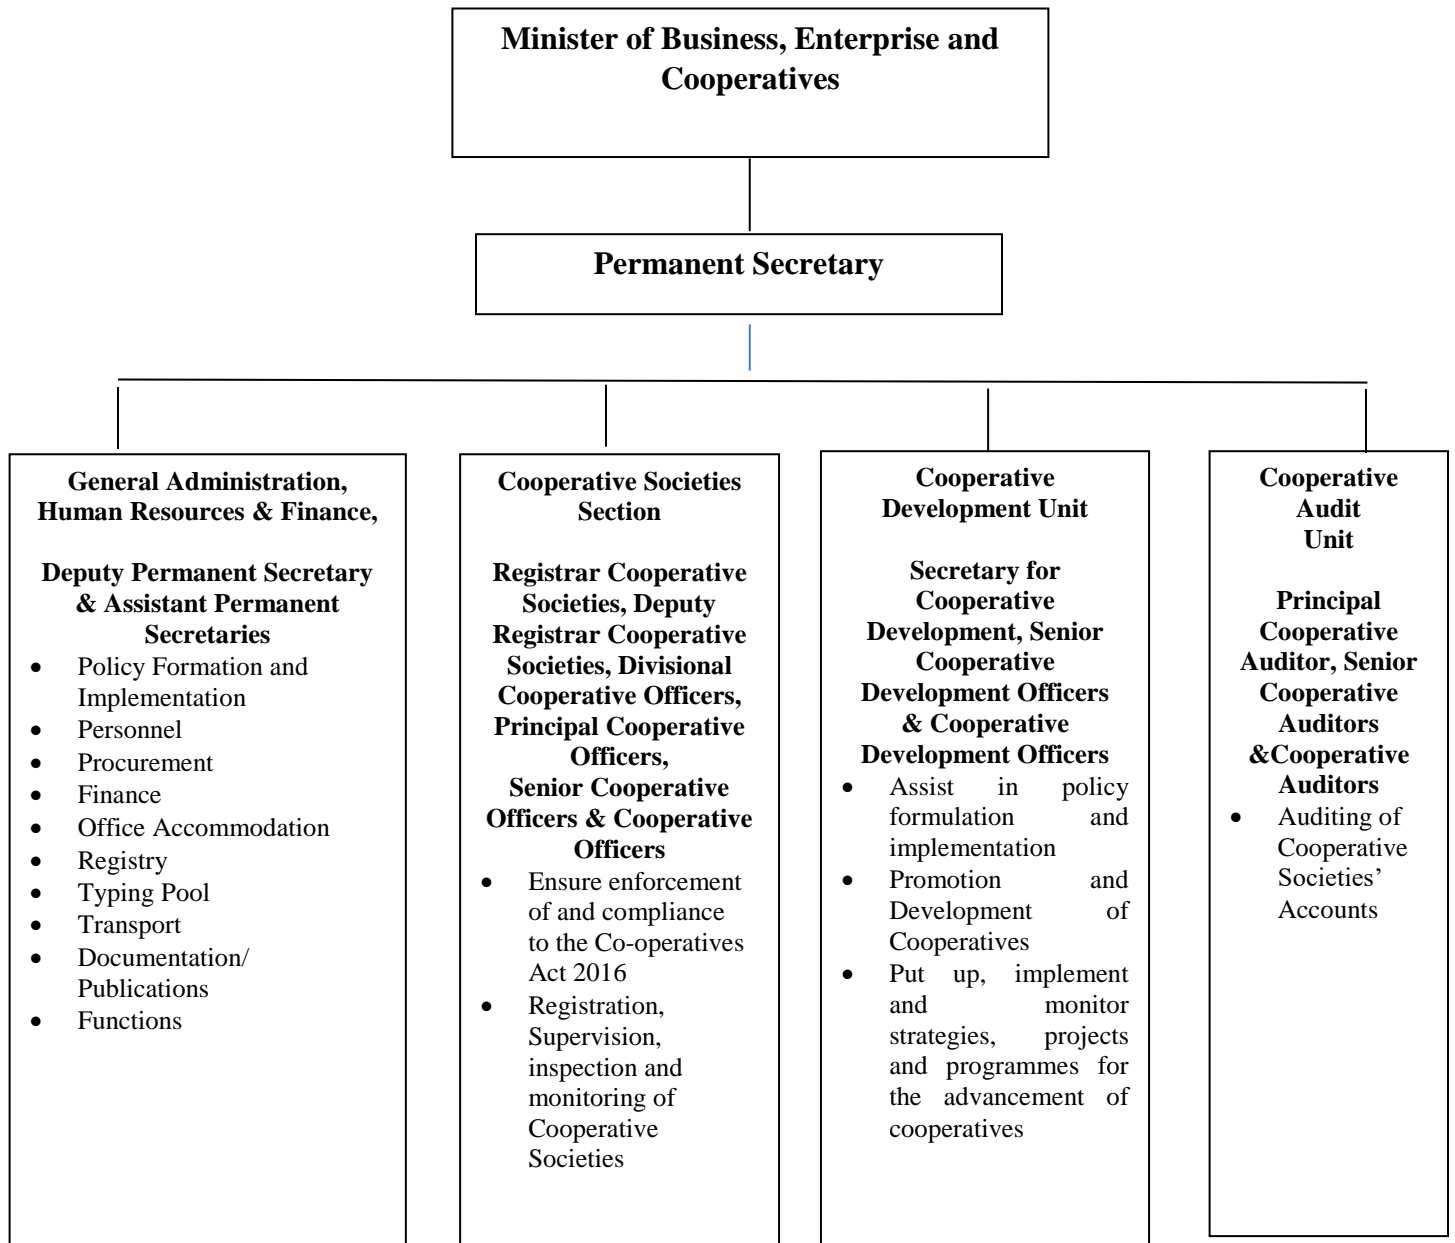 Minister of Business, Enterprise and
Cooperatives
Permanent Secretary
General Administration,
Human Resources & Finance,
Deputy Permanent Secretary
& Assistant Permanent
Secretaries
• Policy Formation and
Implementation
• Personnel
• Procurement
• Finance
• Office Accommodation
• Registry
• Typing Pool
• Transport
• Documentation/
Publications
• Functions
Cooperative Societies
Section
Registrar Cooperative
Societies, Deputy
Registrar Cooperative
Societies, Divisional
Cooperative Officers,
Principal Cooperative
Officers,
Senior Cooperative
Officers & Cooperative
Officers
• Ensure enforcement
of and compliance
to the Co-operatives
Act 2016
• Registration,
Supervision,
inspection and
monitoring of
Cooperative
Societies
Cooperative
Development Unit
Secretary for
Cooperative
Development, Senior
Cooperative
Development Officers
& Cooperative
Development Officers
• Assist in policy
formulation and
implementation
• Promotion and
Development of
Cooperatives
• Put up, implement
and monitor
strategies, projects
and programmes for
the advancement of
cooperatives
Cooperative
Audit
Unit
Principal
Cooperative
Auditor, Senior
Cooperative
Auditors
&Cooperative
Auditors
• Auditing of
Cooperative
Societies’
Accounts